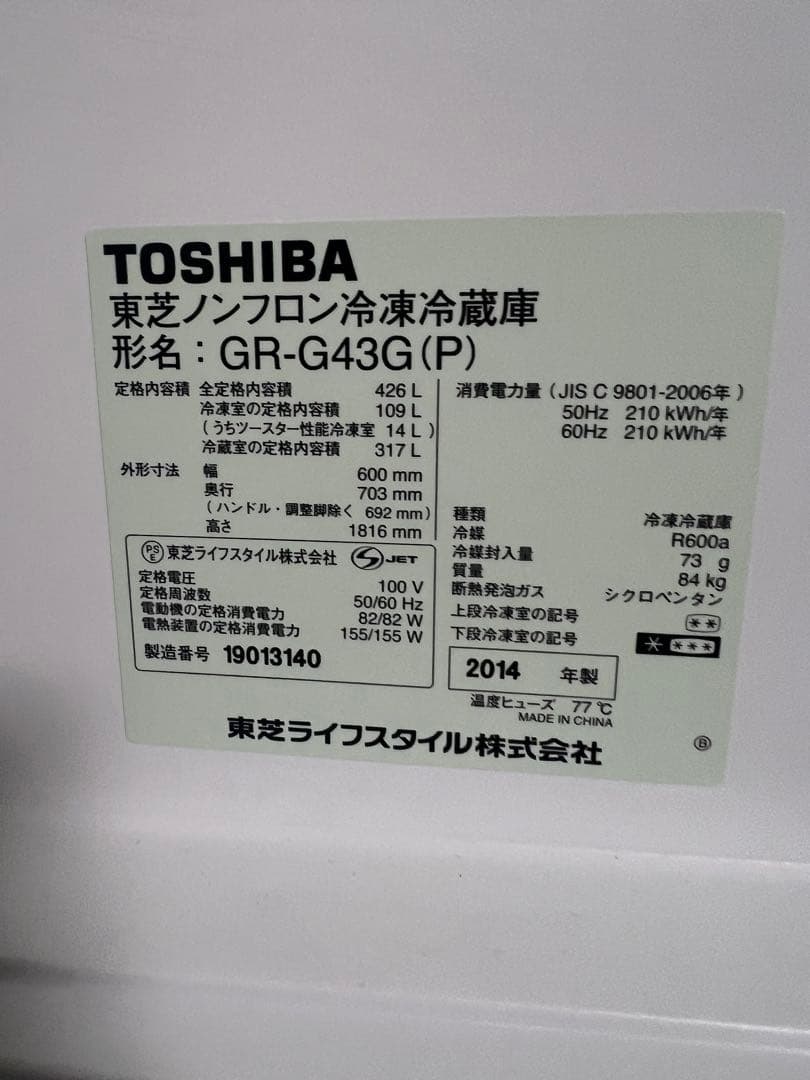 TOSHIBA
東芝ノンフロン冷凍冷蔵庫
形名：GR-G43G(P)
定格内容積 全定格内容積 426 L
冷凍室の定格内容積 109 L
(うちツースター性能冷凍室 14 L)
冷蔵室の定格内容積 317 L
外形寸法 幅 600 mm
奥行 703 mm
(ハンドル・調整脚除く 692 mm)
高さ 1816 mm
PSE 東芝ライフスタイル株式会社 S JET
定格電圧 100 V
定格周波数 50/60 Hz
電動機の定格消費電力 82/82 W
電熱装置の定格消費電力 155/155 W
製造番号 19013140
消費電力量 (JIS C 9801-2006年)
50Hz 210 kWh/年
60Hz 210 kWh/年
種類 冷凍冷蔵庫
冷媒 R600a
冷媒封入量 73 g
質量 84 kg
断熱発泡ガス シクロペンタン
上段冷凍室の記号 **
下段冷凍室の記号 * ***
2014 年製
温度ヒューズ 77 ℃
MADE IN CHINA
東芝ライフスタイル株式会社
Ⓑ